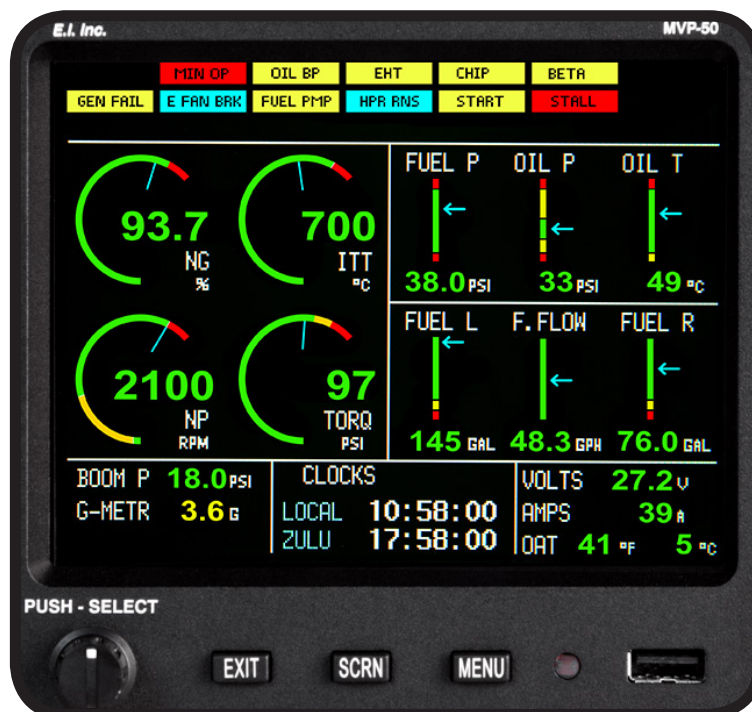 E.I. Inc. MVP-50
MIN OP OIL BP EHT CHIP BETA
GEN FAIL E FAN BRK FUEL PMP HPR RNS START STALL
93.7
NG
%
700
ITT
°C
FUEL P OIL P OIL T
38.0 PSI 33 PSI 49 °C
2100
NP
RPM
97
TORQ
PSI
FUEL L F.FLOW FUEL R
145 GAL 48.3 GPH 76.0 GAL
BOOM P 18.0 PSI
G-METR 3.6 G
CLOCKS
LOCAL 10:58:00
ZULU 17:58:00
VOLTS 27.2 V
AMPS 39 A
OAT 41 °F 5 °C
PUSH - SELECT
EXIT SCRN MENU